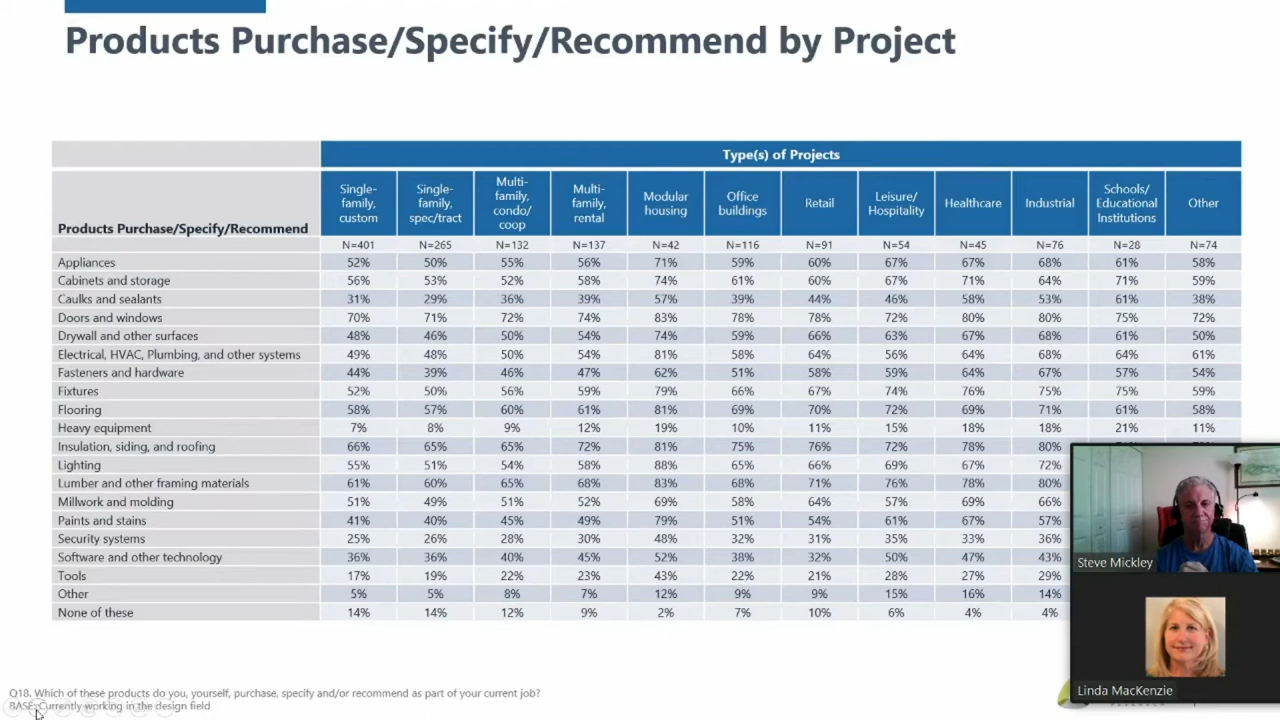 Products Purchase/Specify/Recommend by Project
Type(s) of Projects
Products Purchase/Specify/Recommend
Single-
family,
custom
Single-
family,
spec/tract
Multi-
family,
condo/
coop
Multi-
family,
rental
Modular
housing
Office
buildings
Retail
Leisure/
Hospitality
Healthcare
Industrial
Schools/
Educational
Institutions
Other
N=401 N=265 N=132 N=137 N=42 N=116 N=91 N=54 N=45 N=76 N=28 N=74
Appliances 52% 50% 55% 56% 71% 59% 60% 67% 67% 68% 61% 58%
Cabinets and storage 56% 53% 52% 58% 74% 61% 60% 67% 71% 64% 71% 59%
Caulks and sealants 31% 29% 36% 39% 57% 39% 44% 46% 58% 53% 61% 38%
Doors and windows 70% 71% 72% 74% 83% 78% 78% 72% 80% 80% 75% 72%
Drywall and other surfaces 48% 46% 50% 54% 74% 59% 66% 63% 67% 68% 61% 50%
Electrical, HVAC, Plumbing, and other systems 49% 48% 50% 54% 81% 58% 64% 56% 64% 68% 64% 61%
Fasteners and hardware 44% 39% 46% 47% 62% 51% 58% 59% 64% 67% 57% 54%
Fixtures 52% 50% 56% 59% 79% 66% 67% 74% 76% 75% 75% 59%
Flooring 58% 57% 60% 61% 81% 69% 70% 72% 69% 71% 61% 58%
Heavy equipment 7% 8% 9% 12% 19% 10% 11% 15% 18% 18% 21% 11%
Insulation, siding, and roofing 66% 65% 65% 72% 81% 75% 76% 72% 78% 80%
Lighting 55% 51% 54% 58% 88% 65% 66% 69% 67% 72%
Lumber and other framing materials 61% 60% 65% 68% 83% 68% 71% 76% 78% 80%
Millwork and molding 51% 49% 51% 52% 69% 58% 64% 57% 69% 66%
Paints and stains 41% 40% 45% 49% 79% 51% 54% 61% 67% 57%
Security systems 25% 26% 28% 30% 48% 32% 31% 35% 33% 36%
Software and other technology 36% 36% 40% 45% 52% 38% 32% 50% 47% 43%
Tools 17% 19% 22% 23% 43% 22% 21% 28% 27% 29%
Other 5% 5% 8% 7% 12% 9% 9% 15% 16% 14%
None of these 14% 14% 12% 9% 2% 7% 10% 6% 4% 4%
Steve Mickley
Linda MacKenzie
Q18. Which of these products do you, yourself, purchase, specify and/or recommend as part of your current job?
BASE: Currently working in the design field